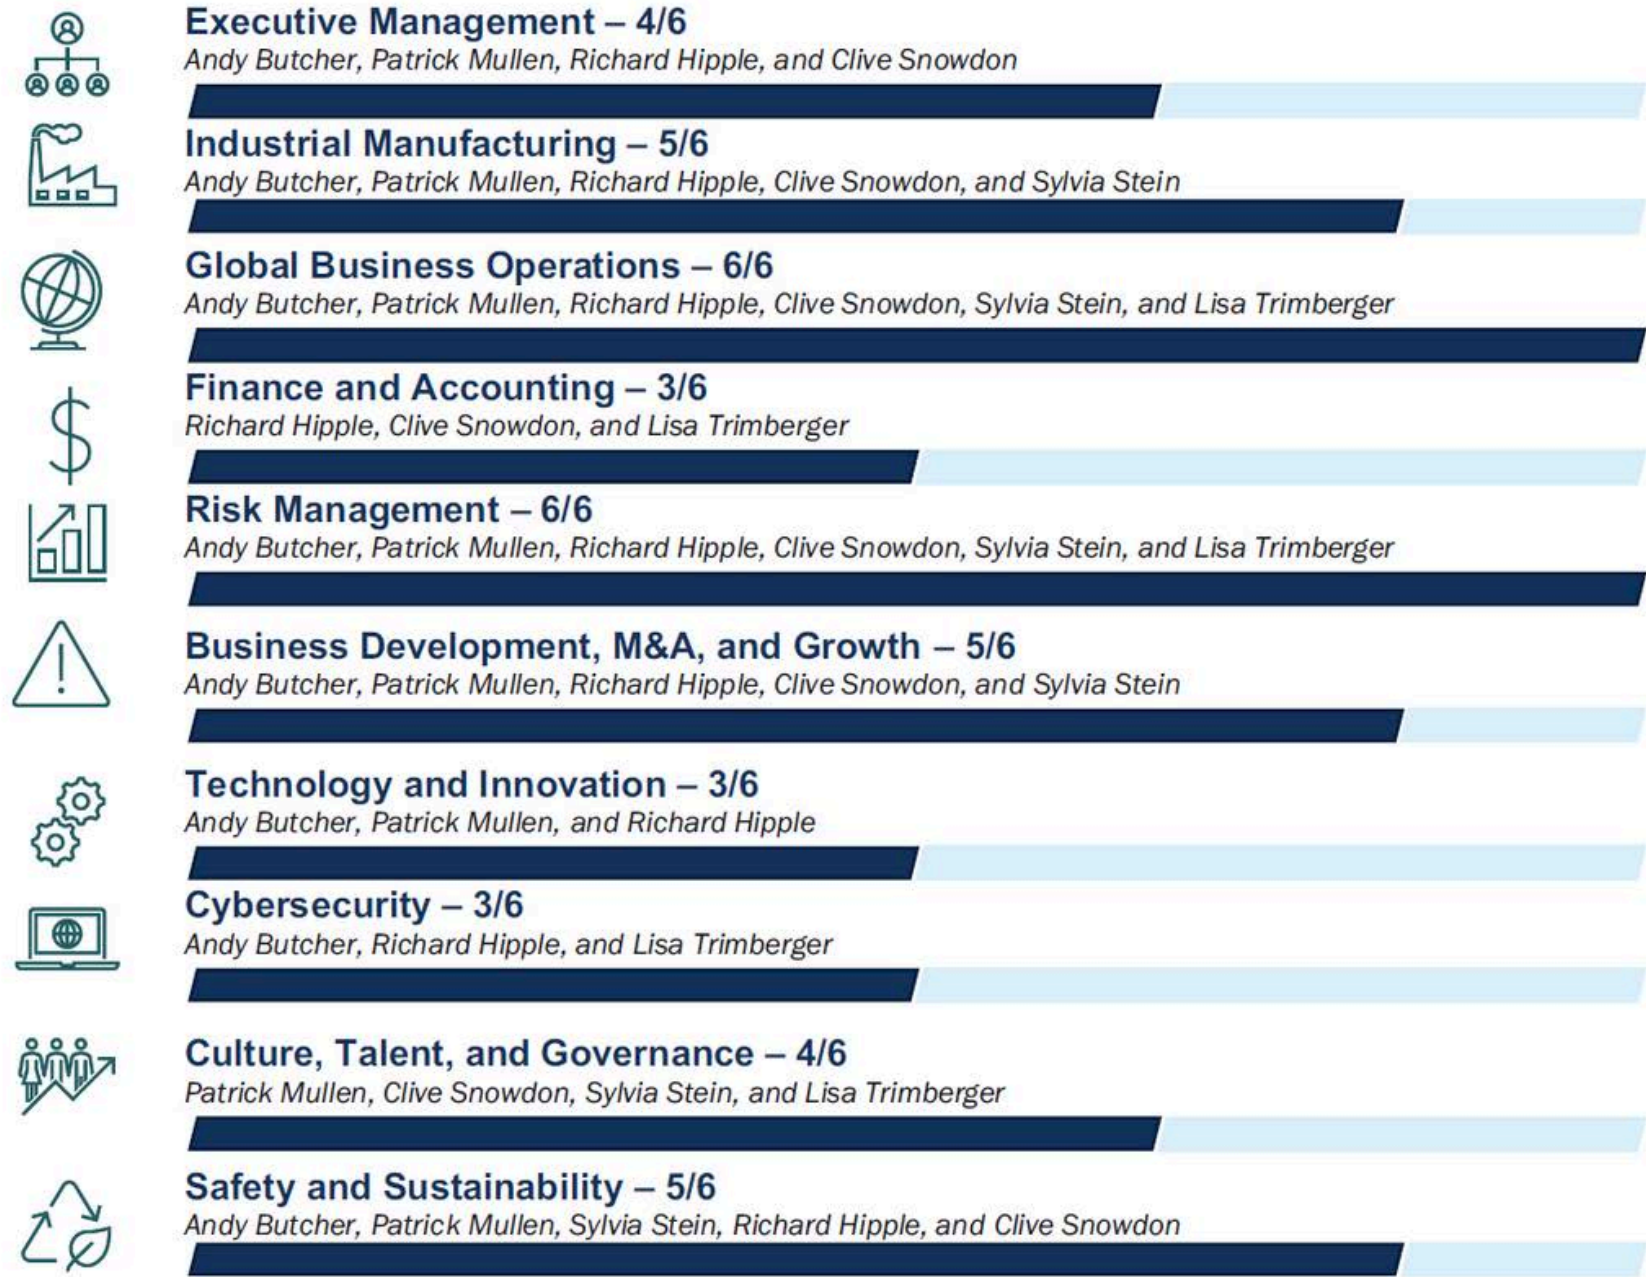 Executive Management – 4/6
Andy Butcher, Patrick Mullen, Richard Hipple, and Clive Snowdon
Industrial Manufacturing – 5/6
Andy Butcher, Patrick Mullen, Richard Hipple, Clive Snowdon, and Sylvia Stein
Global Business Operations – 6/6
Andy Butcher, Patrick Mullen, Richard Hipple, Clive Snowdon, Sylvia Stein, and Lisa Trimberger
$
Finance and Accounting – 3/6
Richard Hipple, Clive Snowdon, and Lisa Trimberger
Risk Management – 6/6
Andy Butcher, Patrick Mullen, Richard Hipple, Clive Snowdon, Sylvia Stein, and Lisa Trimberger
Business Development, M&A, and Growth – 5/6
Andy Butcher, Patrick Mullen, Richard Hipple, Clive Snowdon, and Sylvia Stein
Technology and Innovation – 3/6
Andy Butcher, Patrick Mullen, and Richard Hipple
Cybersecurity – 3/6
Andy Butcher, Richard Hipple, and Lisa Trimberger
Culture, Talent, and Governance – 4/6
Patrick Mullen, Clive Snowdon, Sylvia Stein, and Lisa Trimberger
Safety and Sustainability – 5/6
Andy Butcher, Patrick Mullen, Sylvia Stein, Richard Hipple, and Clive Snowdon